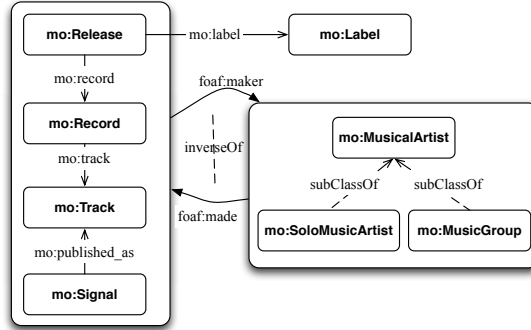 mo:Release
mo:label
mo:Label
mo:record
foaf:maker
mo:Record
mo:MusicalArtist
mo:track
inverseOf
subClassOf
subClassOf
mo:Track
foaf:made
mo:SoloMusicArtist
mo:MusicGroup
mo:published_as
mo:Signal